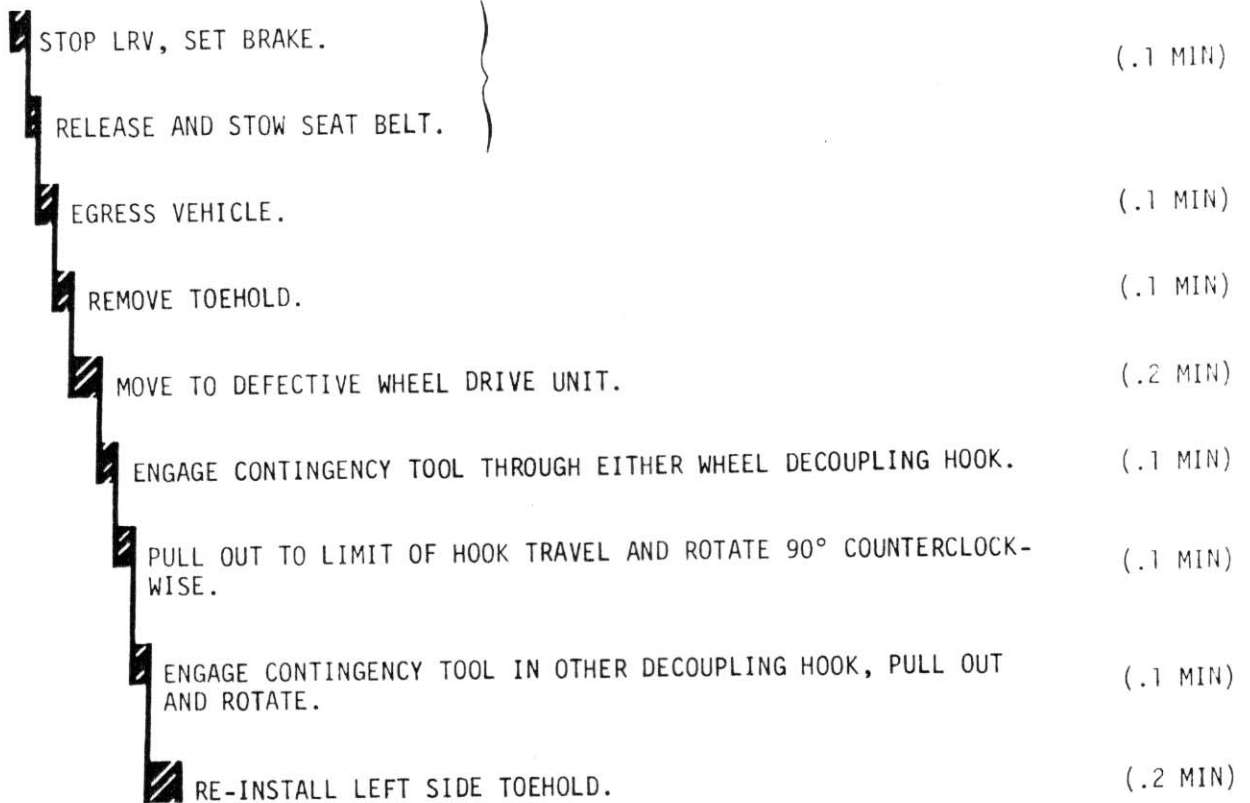 STOP LRV, SET BRAKE.
(.1 MIN)
RELEASE AND STOW SEAT BELT.
EGRESS VEHICLE. (.1 MIN)
REMOVE TOEHOLD. (.1 MIN)
MOVE TO DEFECTIVE WHEEL DRIVE UNIT. (.2 MIN)
ENGAGE CONTINGENCY TOOL THROUGH EITHER WHEEL DECOUPLING HOOK. (.1 MIN)
PULL OUT TO LIMIT OF HOOK TRAVEL AND ROTATE 90° COUNTERCLOCK- (.1 MIN)
WISE.
ENGAGE CONTINGENCY TOOL IN OTHER DECOUPLING HOOK, PULL OUT (.1 MIN)
AND ROTATE.
RE-INSTALL LEFT SIDE TOEHOLD. (.2 MIN)